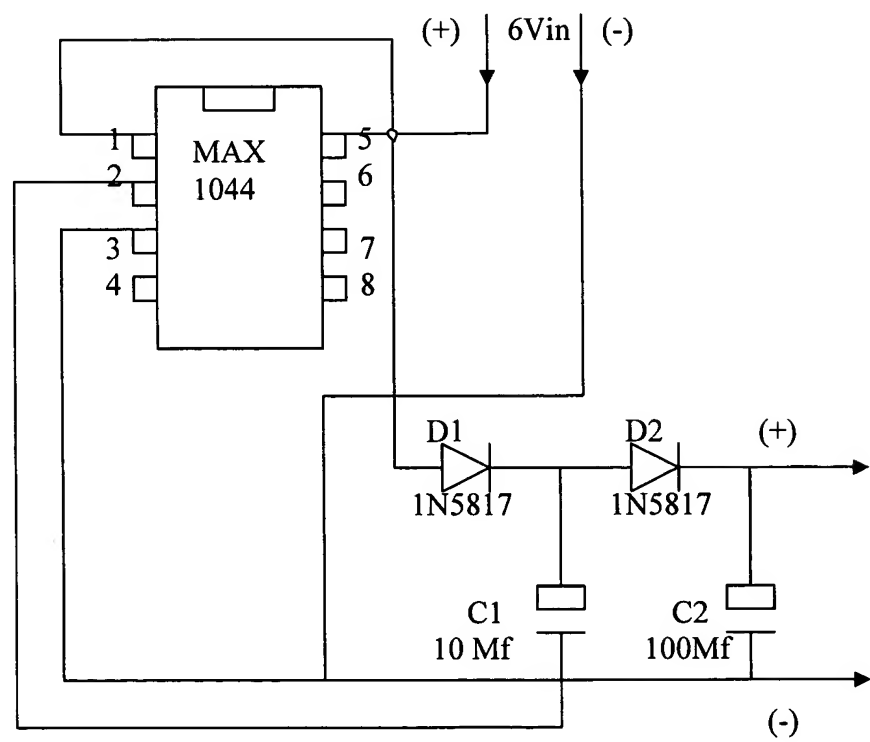 (+) 6Vin (-)
1
2
3
4
MAX
1044
5
6
7
8
D1
1N5817
D2
1N5817
(+)
C1
10 Mf
C2
100Mf
(-)